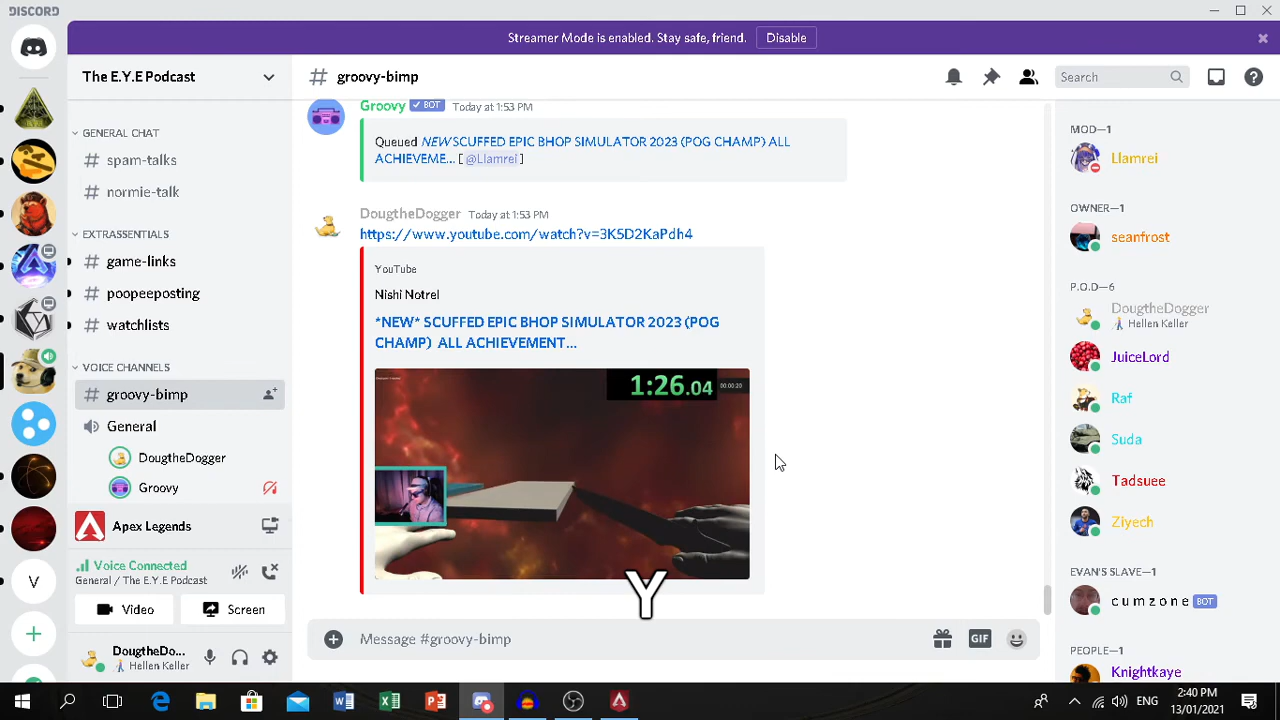 DISCORD
Streamer Mode is enabled. Stay safe, friend.
Disable
The E.Y.E Podcast
# groovy-bimp
Search
GENERAL CHAT
# spam-talks
# normie-talk
EXTRASSENTIALS
# game-links
# poopeeposting
# watchlists
VOICE CHANNELS
# groovy-bimp
General
DougtheDogger
Groovy
Apex Legends
Voice Connected
General / The E.Y.E Podcast
Video
Screen
DougtheDo...
Hellen Keller
V
Groovy BOT Today at 1:53 PM
Queued NEW SCUFFED EPIC BHOP SIMULATOR 2023 (POG CHAMP) ALL
ACHIEVEME... [ @Llamrei ]
DougtheDogger Today at 1:53 PM
https://www.youtube.com/watch?v=3K5D2KaPdh4
YouTube
Nishi Notrel
*NEW* SCUFFED EPIC BHOP SIMULATOR 2023 (POG
CHAMP) ALL ACHIEVEMENT...
1:26.04
00:00:20
Y
Message #groovy-bimp
GIF
MOD—1
Llamrei
OWNER—1
seanfrost
P.O.D—6
DougtheDogger
Hellen Keller
JuiceLord
Raf
Suda
Tadsuee
Ziyech
EVAN'S SLAVE—1
c u m z o n e BOT
PEOPLE—1
Knightkaye
ENG
2:40 PM
13/01/2021